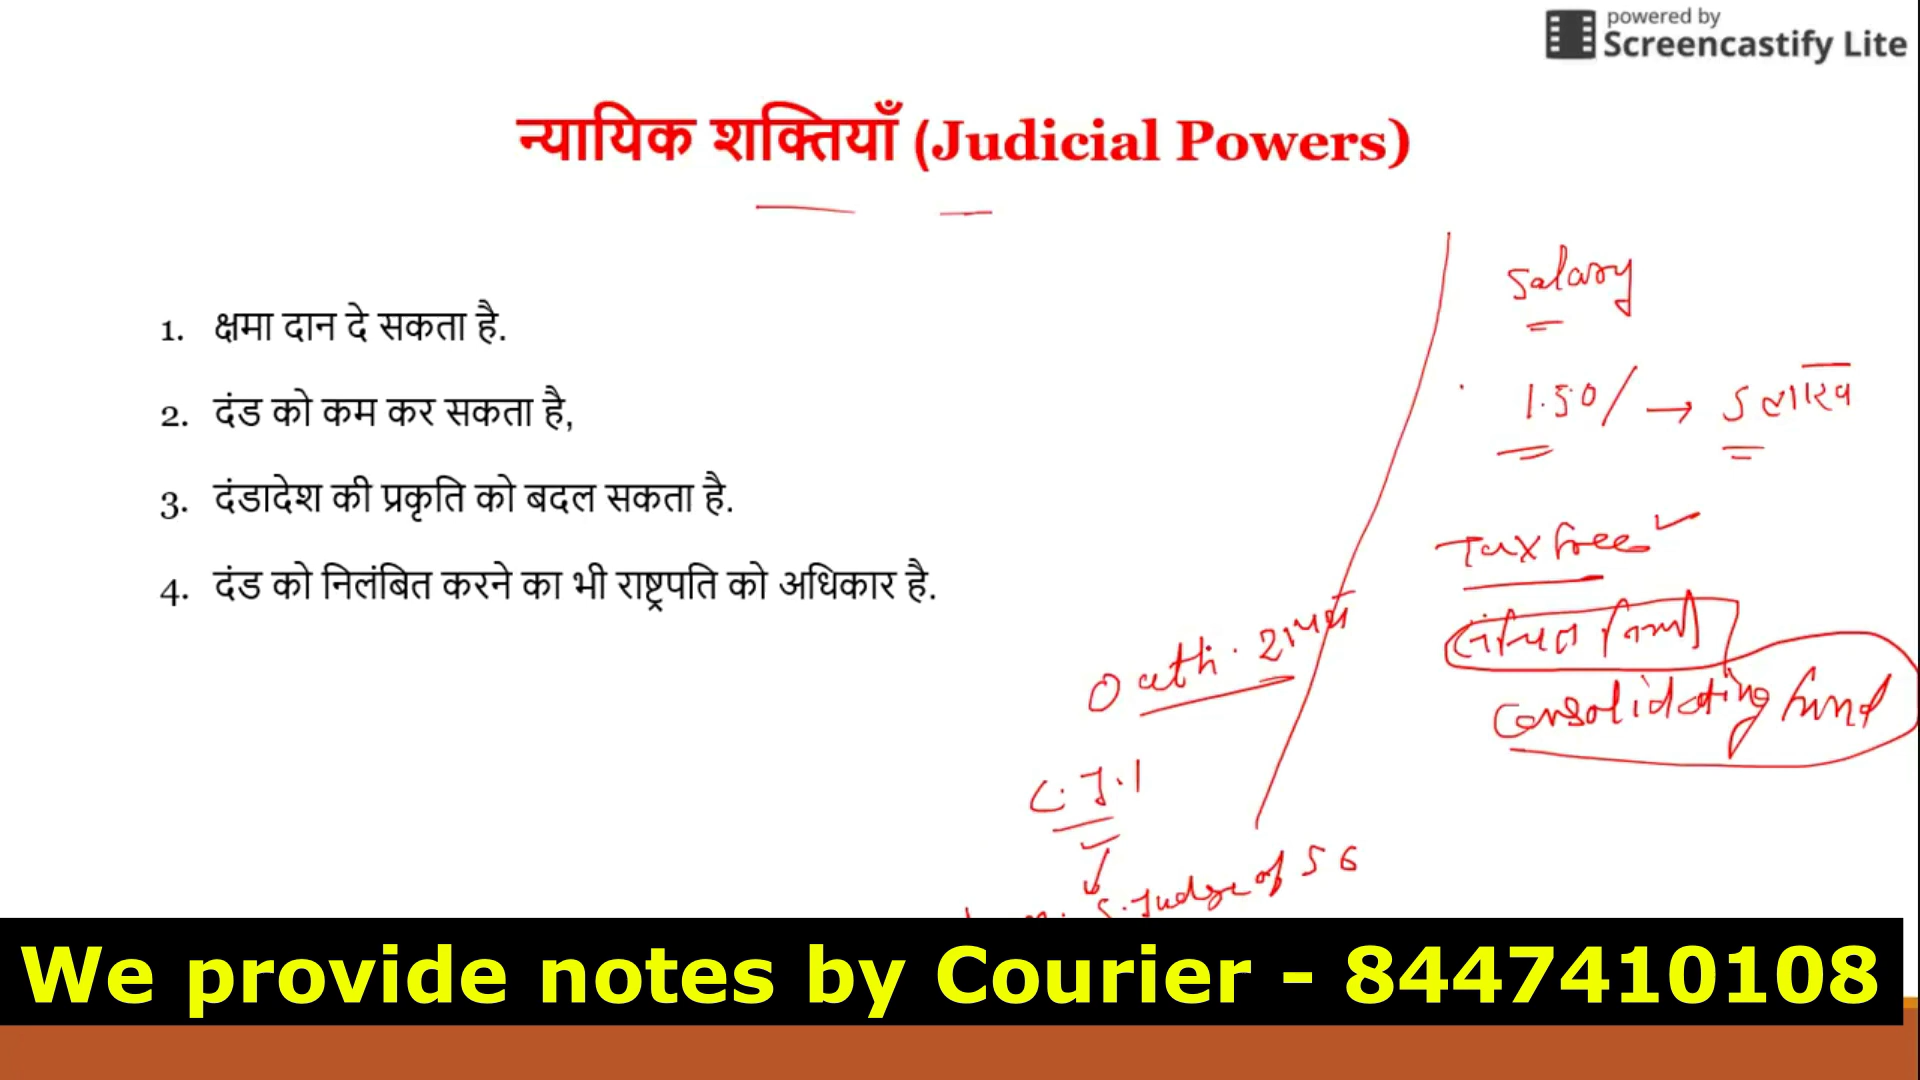 powered by
Screencastify Lite
न्यायिक शक्तियाँ (Judicial Powers)
1. क्षमा दान दे सकता है.
2. दंड को कम कर सकता है,
3. दंडादेश की प्रकृति को बदल सकता है.
4. दंड को निलंबित करने का भी राष्ट्रपति को अधिकार है.
Salary
1.50/ → 5 लाख
Tax free ✓
संचित निधी
Consolidating fund
Oath. शपथ
C.J.I
S. Judge of SC
We provide notes by Courier - 8447410108